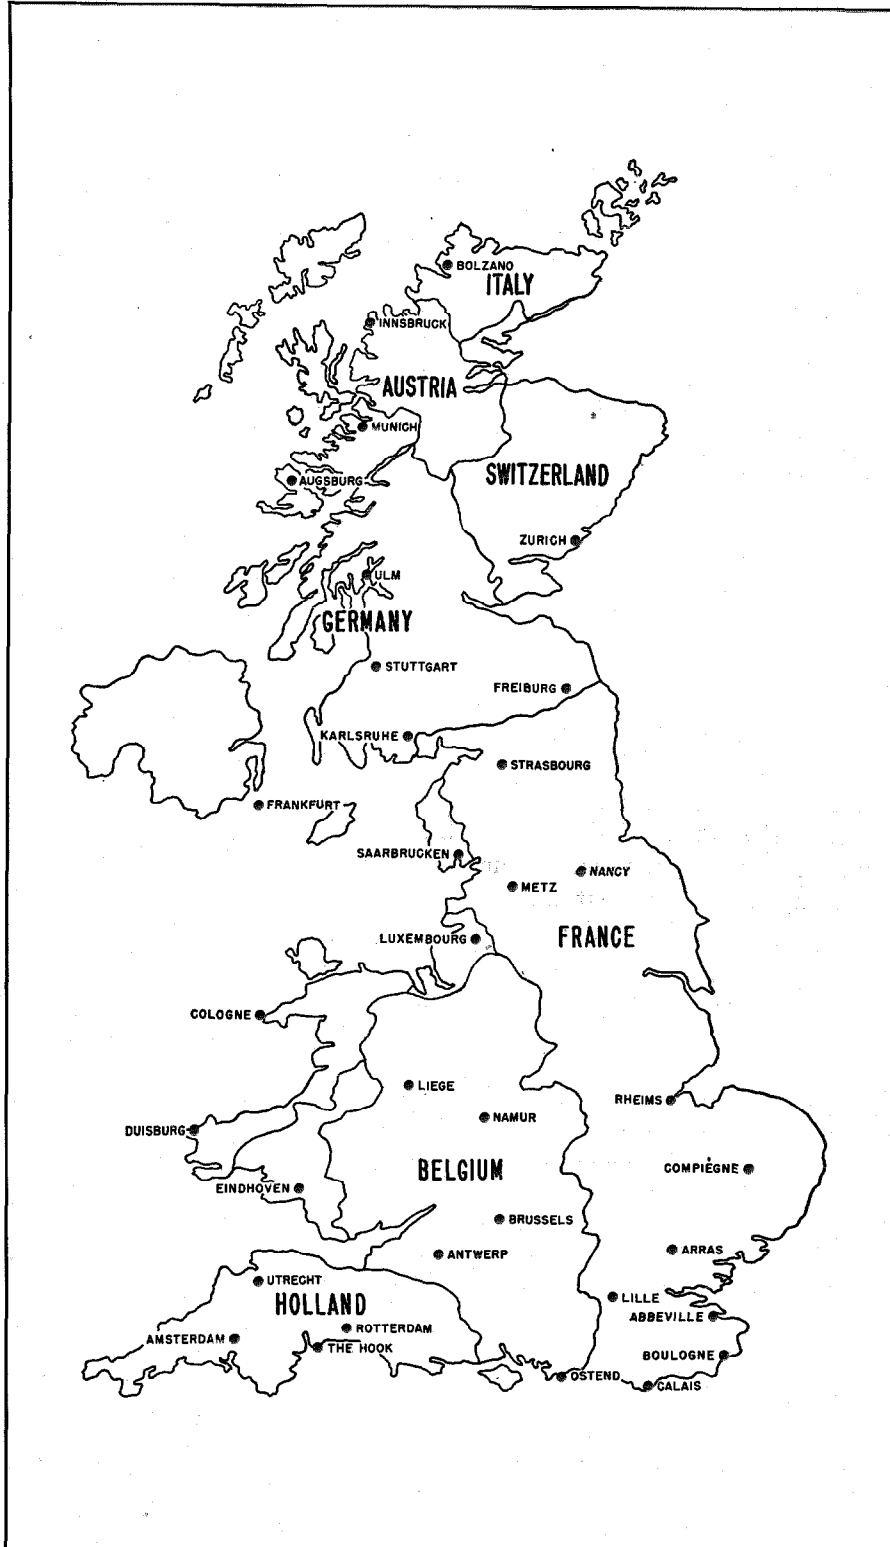 BOLZANO
ITALY
INNSBRUCK
AUSTRIA
MUNICH
SWITZERLAND
AUGSBURG
ZURICH
ULM
GERMANY
STUTTGART
FREIBURG
KARLSRUHE
STRASBOURG
FRANKFURT
SAARBRUCKEN
NANCY
METZ
LUXEMBOURG
FRANCE
COLOGNE
LIEGE
RHEIMS
NAMUR
DUISBURG
BELGIUM
COMPIÈGNE
EINDHOVEN
BRUSSELS
ANTWERP
ARRAS
UTRECHT
HOLLAND
LILLE
ABBEVILLE
ROTTERDAM
AMSTERDAM
THE HOOK
BOULOGNE
OSTEND
CALAIS